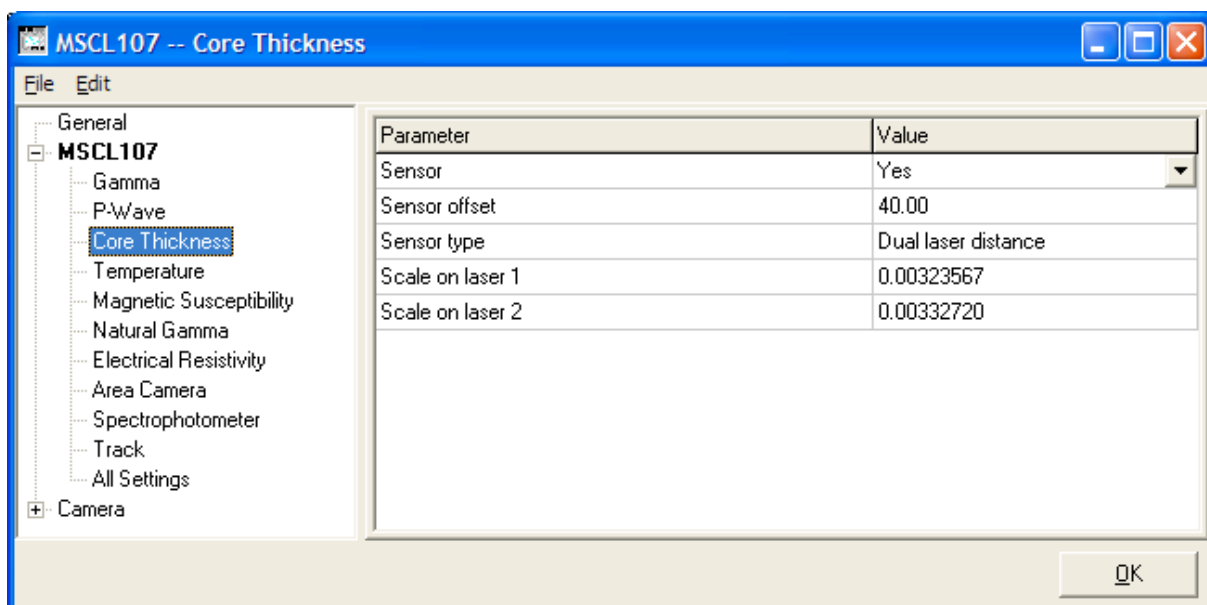 MSCL107 -- Core Thickness
File Edit
General
MSCL107
Gamma
P-Wave
Core Thickness
Temperature
Magnetic Susceptibility
Natural Gamma
Electrical Resistivity
Area Camera
Spectrophotometer
Track
All Settings
Camera
Parameter Value
Sensor Yes
Sensor offset 40.00
Sensor type Dual laser distance
Scale on laser 1 0.00323567
Scale on laser 2 0.00332720
OK